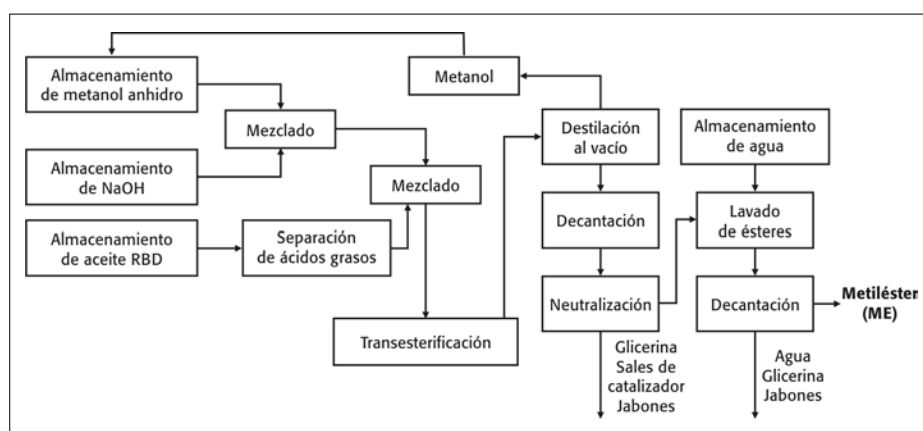 Almacenamiento
de metanol anhidro
Metanol
Mezclado
Destilación
al vacío
Almacenamiento
de agua
Almacenamiento
de NaOH
Mezclado
Almacenamiento
de aceite RBD
Separación
de ácidos grasos
Decantación
Lavado
de ésteres
Transesterificación
Neutralización
Decantación
Metiléster
(ME)
Glicerina
Sales de
catalizador
Jabones
Agua
Glicerina
Jabones